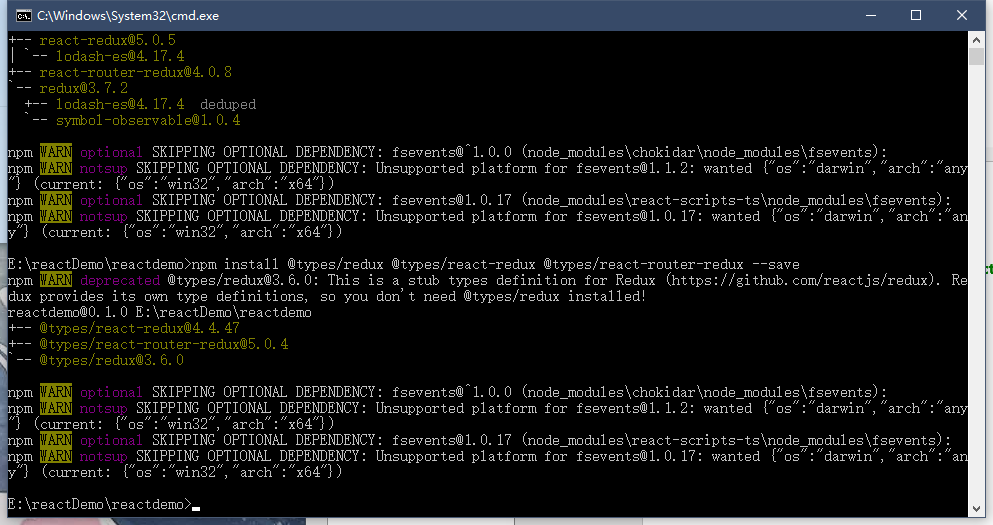 C:\Windows\System32\cmd.exe
+-- react-redux@5.0.5
| `-- lodash-es@4.17.4
+-- react-router-redux@4.0.8
`-- redux@3.7.2
  +-- lodash-es@4.17.4  deduped
  `-- symbol-observable@1.0.4
npm WARN optional SKIPPING OPTIONAL DEPENDENCY: fsevents@^1.0.0 (node_modules\chokidar\node_modules\fsevents):
npm WARN notsup SKIPPING OPTIONAL DEPENDENCY: Unsupported platform for fsevents@1.1.2: wanted {"os":"darwin","arch":"any
"} (current: {"os":"win32","arch":"x64"})
npm WARN optional SKIPPING OPTIONAL DEPENDENCY: fsevents@1.0.17 (node_modules\react-scripts-ts\node_modules\fsevents):
npm WARN notsup SKIPPING OPTIONAL DEPENDENCY: Unsupported platform for fsevents@1.0.17: wanted {"os":"darwin","arch":"an
y"} (current: {"os":"win32","arch":"x64"})
E:\reactDemo\reactdemo>npm install @types/redux @types/react-redux @types/react-router-redux --save
npm WARN deprecated @types/redux@3.6.0: This is a stub types definition for Redux (https://github.com/reactjs/redux). Re
dux provides its own type definitions, so you don't need @types/redux installed!
reactdemo@0.1.0 E:\reactDemo\reactdemo
+-- @types/react-redux@4.4.47
+-- @types/react-router-redux@5.0.4
`-- @types/redux@3.6.0
npm WARN optional SKIPPING OPTIONAL DEPENDENCY: fsevents@^1.0.0 (node_modules\chokidar\node_modules\fsevents):
npm WARN notsup SKIPPING OPTIONAL DEPENDENCY: Unsupported platform for fsevents@1.1.2: wanted {"os":"darwin","arch":"any
"} (current: {"os":"win32","arch":"x64"})
npm WARN optional SKIPPING OPTIONAL DEPENDENCY: fsevents@1.0.17 (node_modules\react-scripts-ts\node_modules\fsevents):
npm WARN notsup SKIPPING OPTIONAL DEPENDENCY: Unsupported platform for fsevents@1.0.17: wanted {"os":"darwin","arch":"an
y"} (current: {"os":"win32","arch":"x64"})
E:\reactDemo\reactdemo>